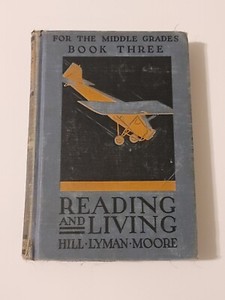 FOR THE MIDDLE GRADES
BOOK THREE
READING
AND LIVING
HILL·LYMAN·MOORE